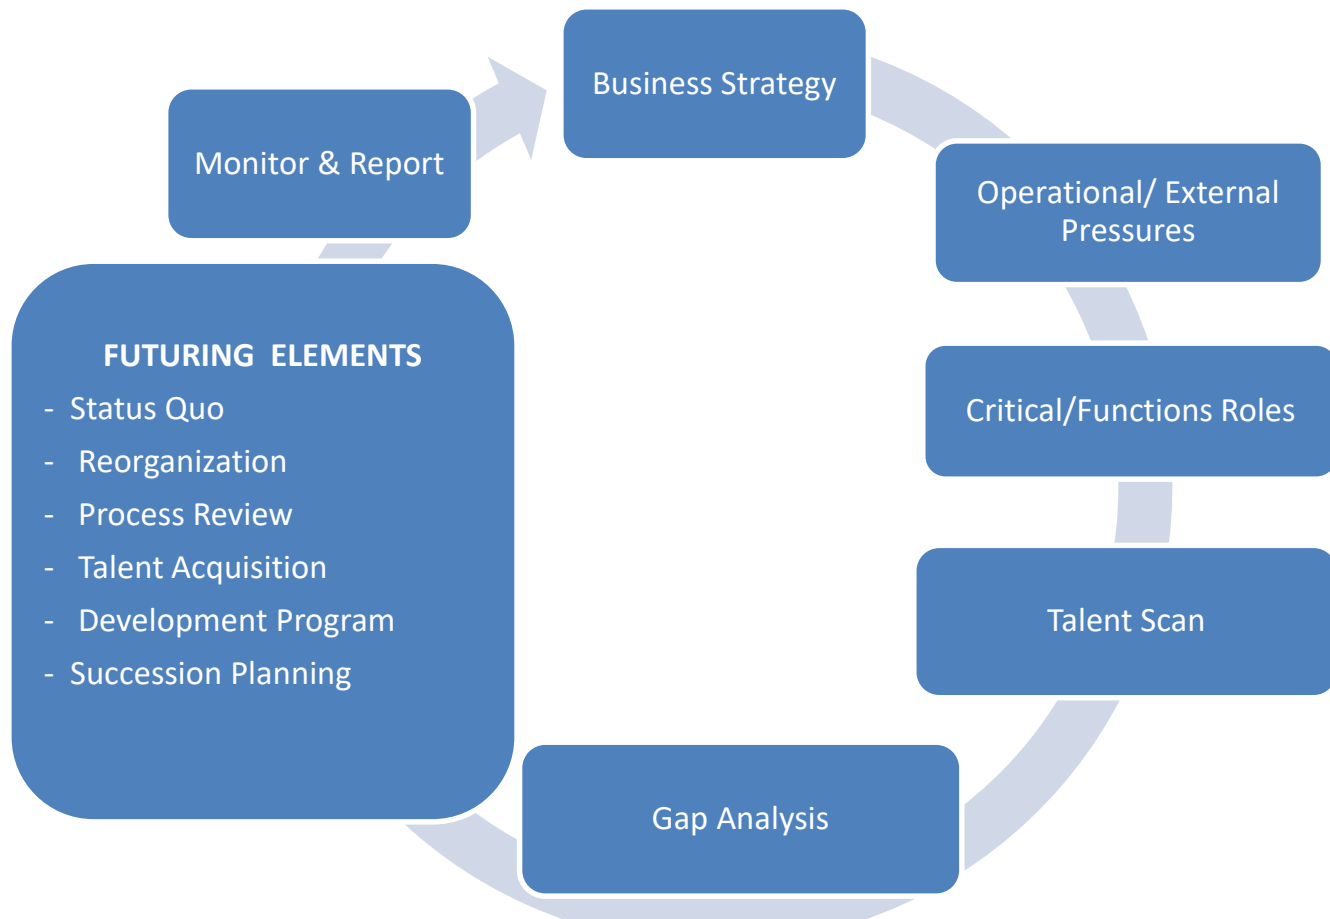 Business Strategy
Operational/ External
Pressures
Critical/Functions Roles
Talent Scan
Gap Analysis
FUTURING  ELEMENTS
- Status Quo
- Reorganization
- Process Review
- Talent Acquisition
- Development Program
- Succession Planning
Monitor & Report